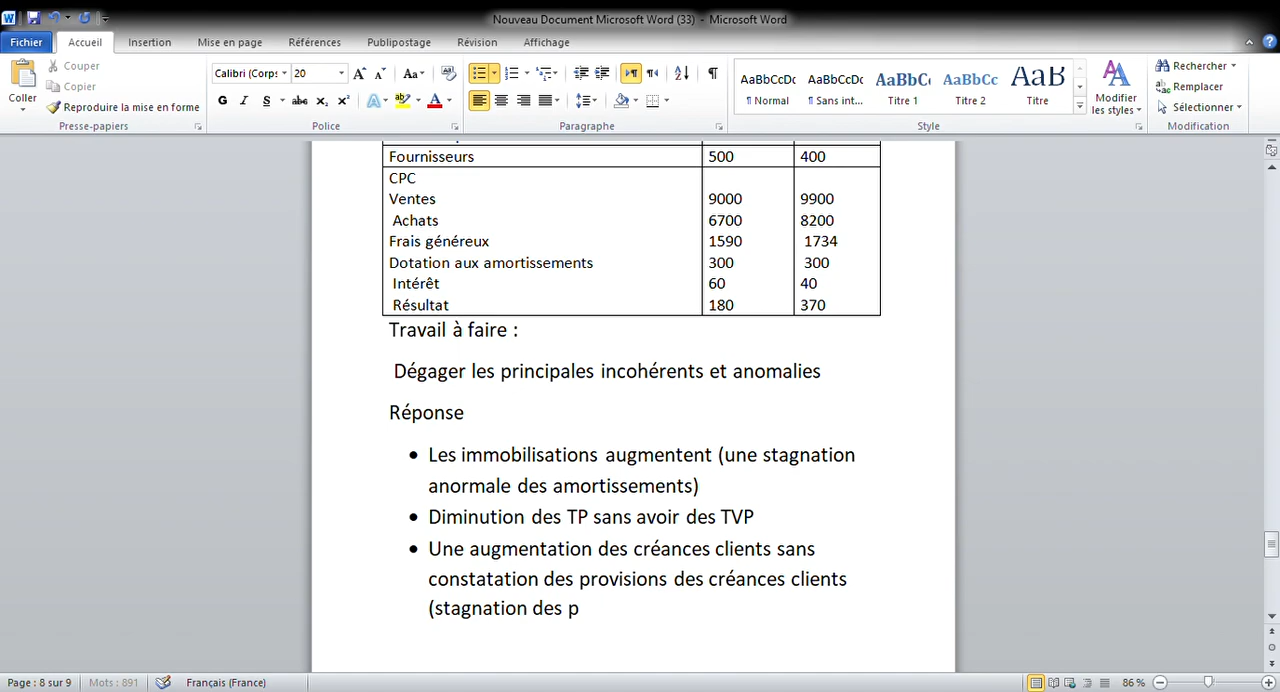 Nouveau Document Microsoft Word (33) - Microsoft Word
Fichier Accueil Insertion Mise en page Références Publipostage Révision Affichage
Coller
Couper
Copier
Reproduire la mise en forme
Presse-papiers
Calibri (Corps 20
G I S abc x₂ x²
Police
Paragraphe
AaBbCcDc AaBbCcDc AaBbC AaBbCc AaB
¶ Normal ¶ Sans int... Titre 1 Titre 2 Titre
Style
Modifier
les styles
Rechercher
Remplacer
Sélectionner
Modification
Fournisseurs 500 400
CPC
Ventes 9000 9900
Achats 6700 8200
Frais généreux 1590 1734
Dotation aux amortissements 300 300
Intérêt 60 40
Résultat 180 370
Travail à faire :
Dégager les principales incohérents et anomalies
Réponse
• Les immobilisations augmentent (une stagnation
anormale des amortissements)
• Diminution des TP sans avoir des TVP
• Une augmentation des créances clients sans
constatation des provisions des créances clients
(stagnation des p
Page : 8 sur 9 Mots : 891 Français (France) 86 %